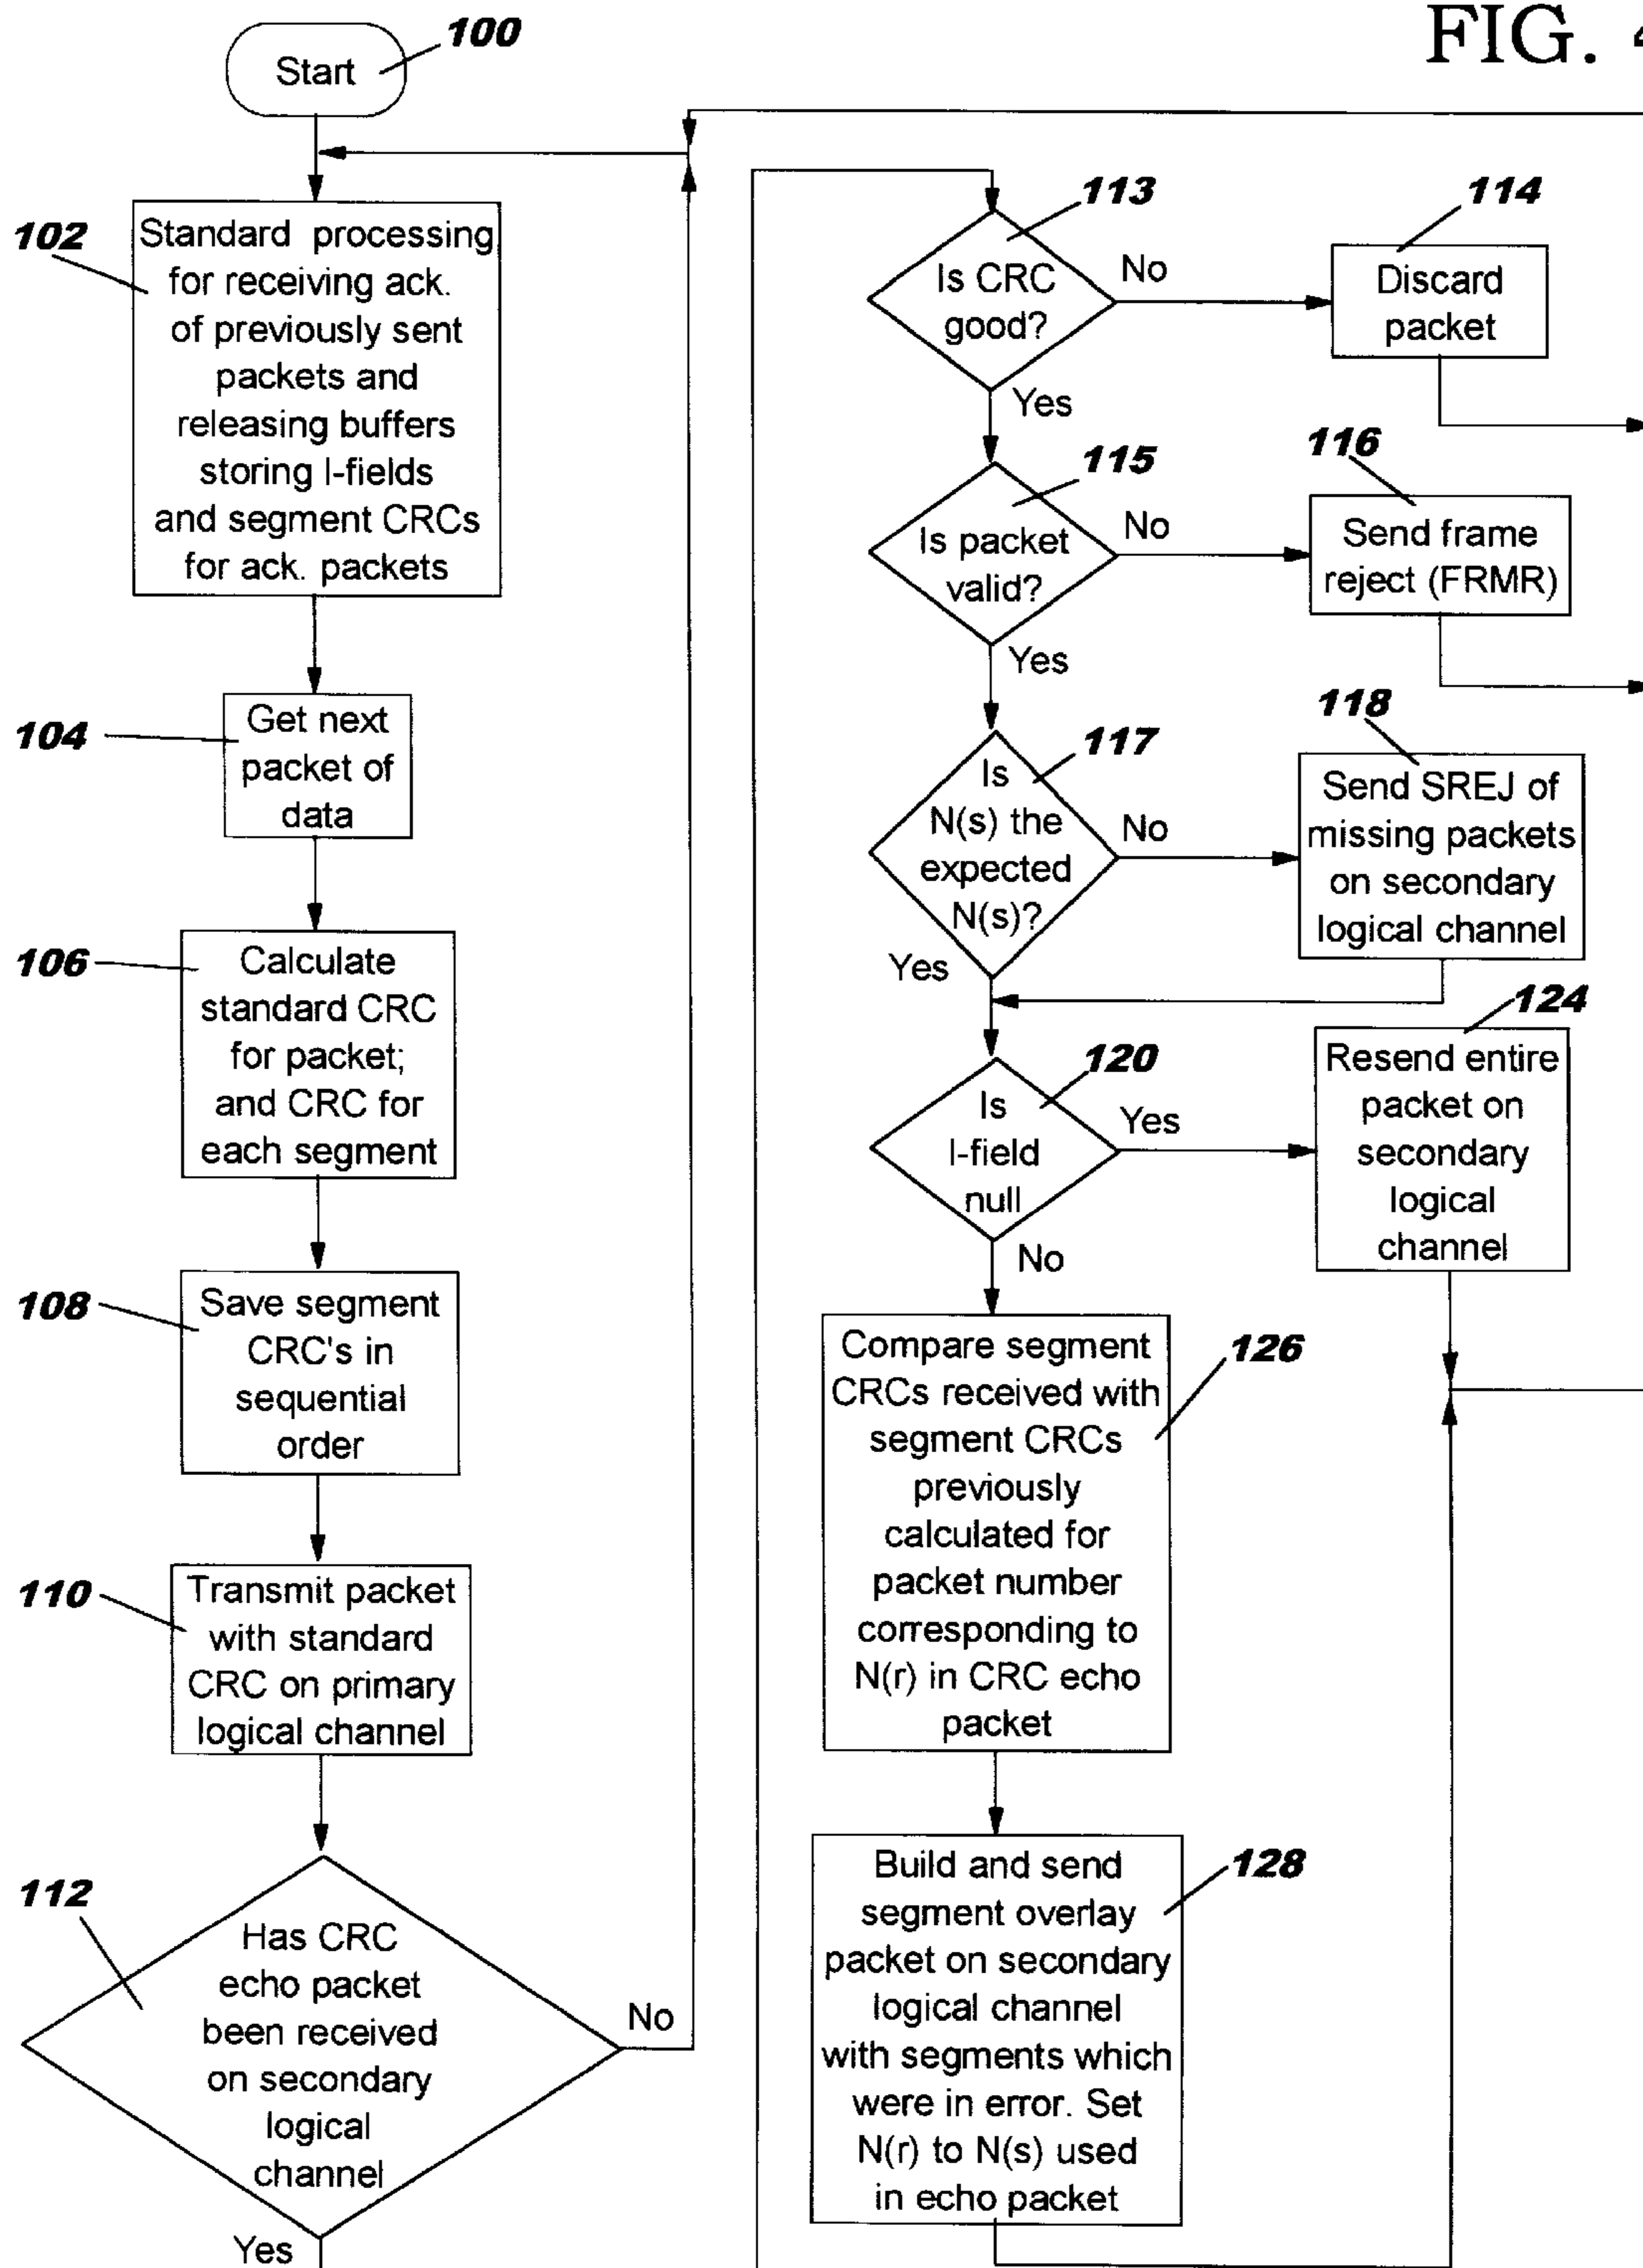 FIG. 4
100
Start
102
Standard processing
for receiving ack.
of previously sent
packets and
releasing buffers
storing I-fields
and segment CRCs
for ack. packets
104
Get next
packet of
data
106
Calculate
standard CRC
for packet;
and CRC for
each segment
108
Save segment
CRC's in
sequential
order
110
Transmit packet
with standard
CRC on primary
logical channel
112
Has CRC
echo packet
been received
on secondary
logical
channel
No
Yes
113
Is CRC
good?
No
Yes
114
Discard
packet
115
Is packet
valid?
No
Yes
116
Send frame
reject (FRMR)
117
Is
N(s) the
expected
N(s)?
No
Yes
118
Send SREJ of
missing packets
on secondary
logical channel
120
Is
I-field
null
Yes
No
124
Resend entire
packet on
secondary
logical
channel
126
Compare segment
CRCs received with
segment CRCs
previously
calculated for
packet number
corresponding to
N(r) in CRC echo
packet
128
Build and send
segment overlay
packet on secondary
logical channel
with segments which
were in error. Set
N(r) to N(s) used
in echo packet